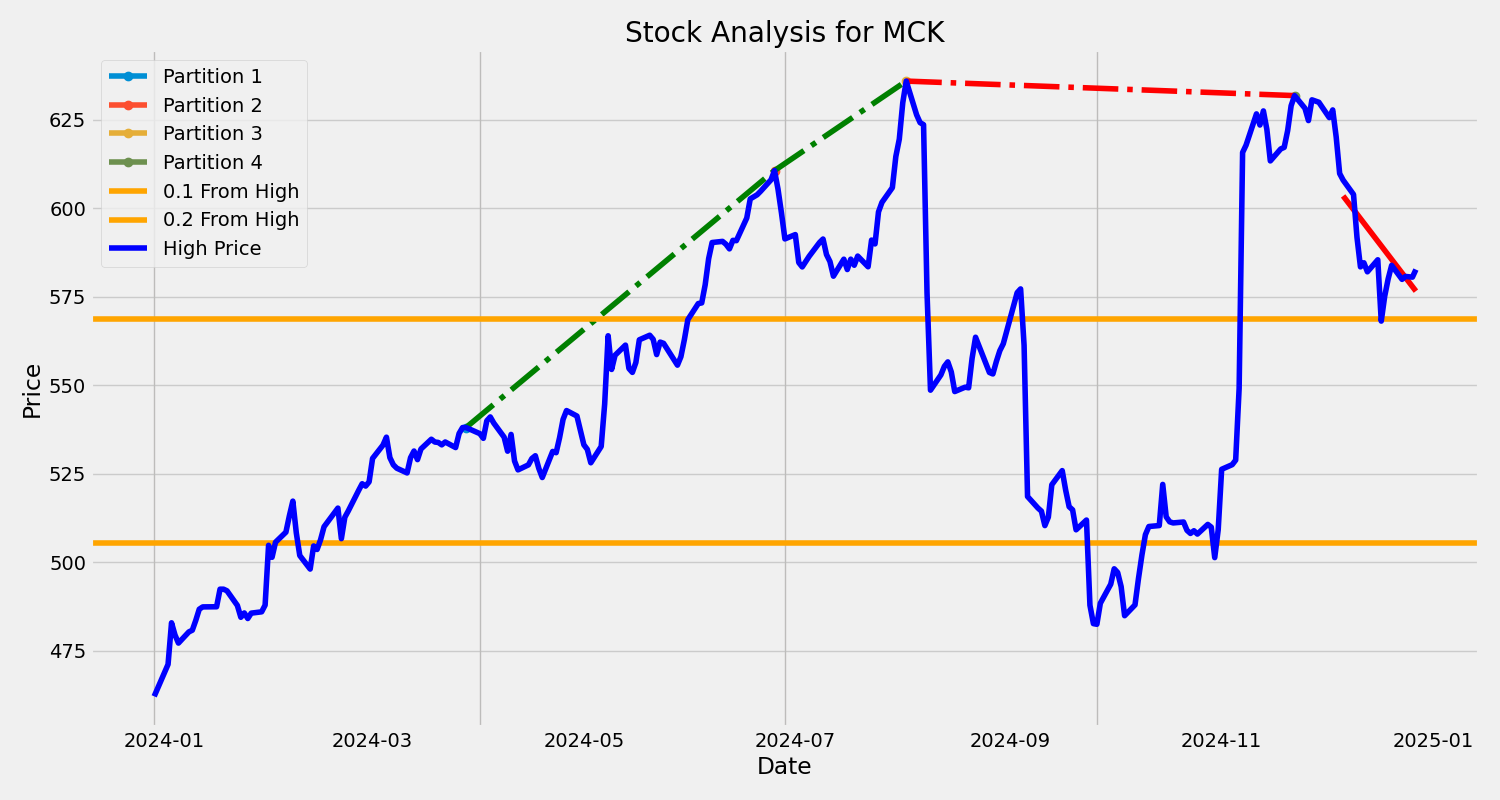 Stock Analysis for MCK
Partition 1
Partition 2
Partition 3
Partition 4
0.1 From High
0.2 From High
High Price
Price
625
600
575
550
525
500
475
2024-01
2024-03
2024-05
2024-07
2024-09
2024-11
2025-01
Date